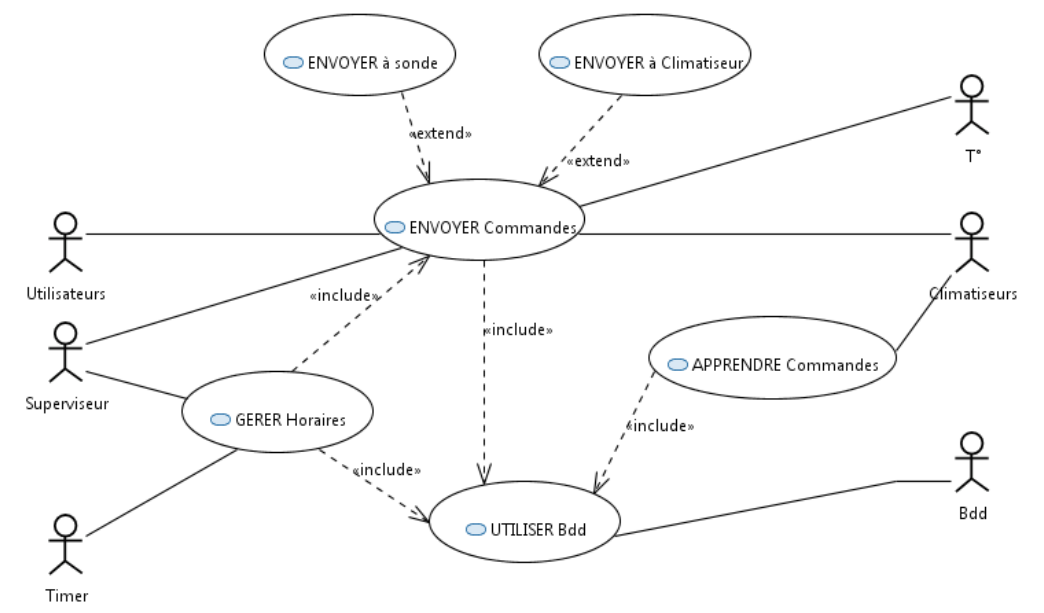 ENVOYER à sonde
ENVOYER à Climatiseur
«extend»
«extend»
T°
ENVOYER Commandes
Utilisateurs
Climatiseurs
«include»
«include»
Superviseur
APPRENDRE Commandes
GERER Horaires
«include»
«include»
UTILISER Bdd
Bdd
Timer